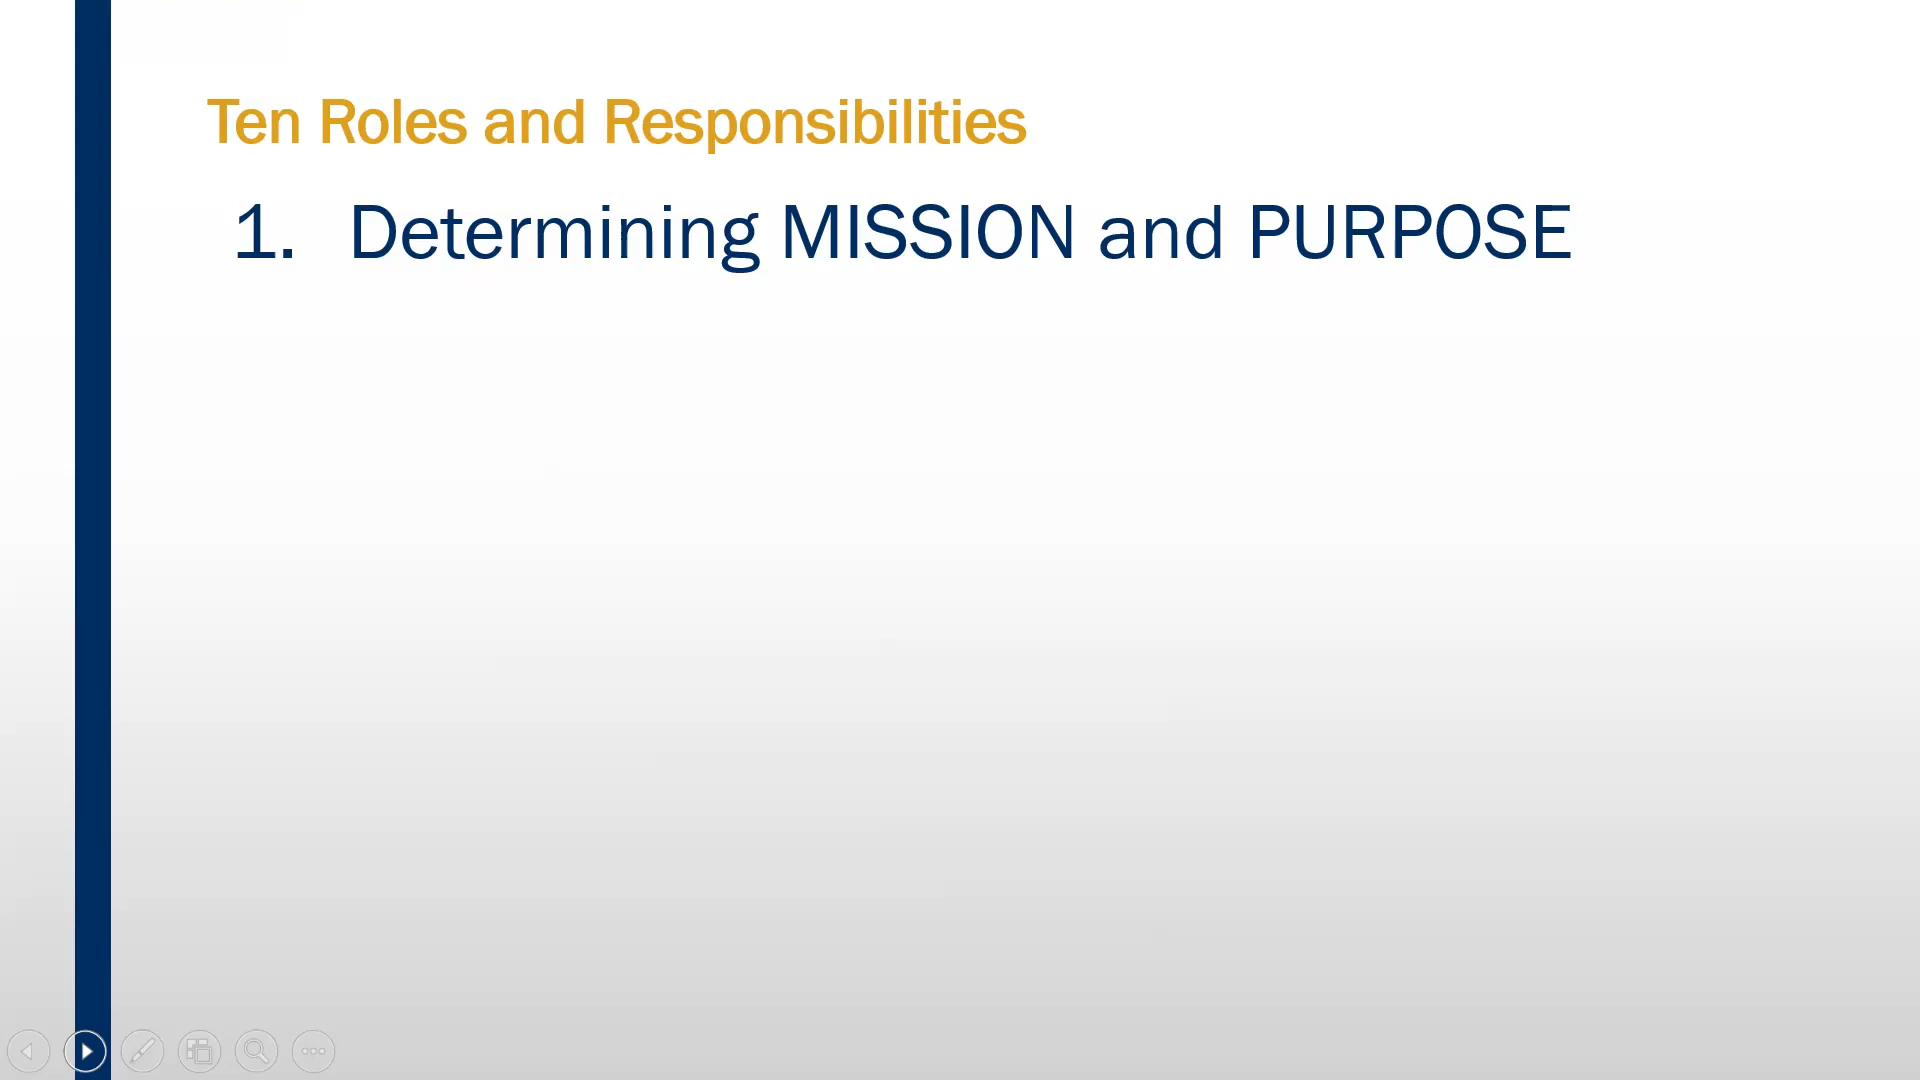 Ten Roles and Responsibilities
1. Determining MISSION and PURPOSE